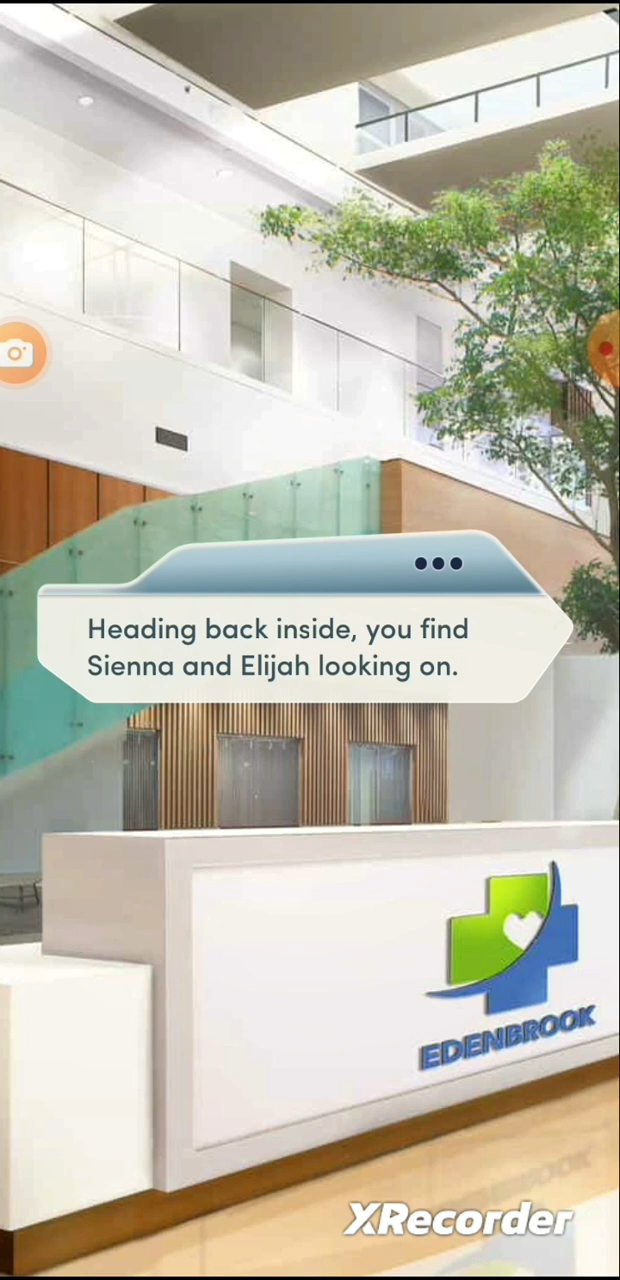 Heading back inside, you find
Sienna and Elijah looking on.
EDENBROOK
XRecorder